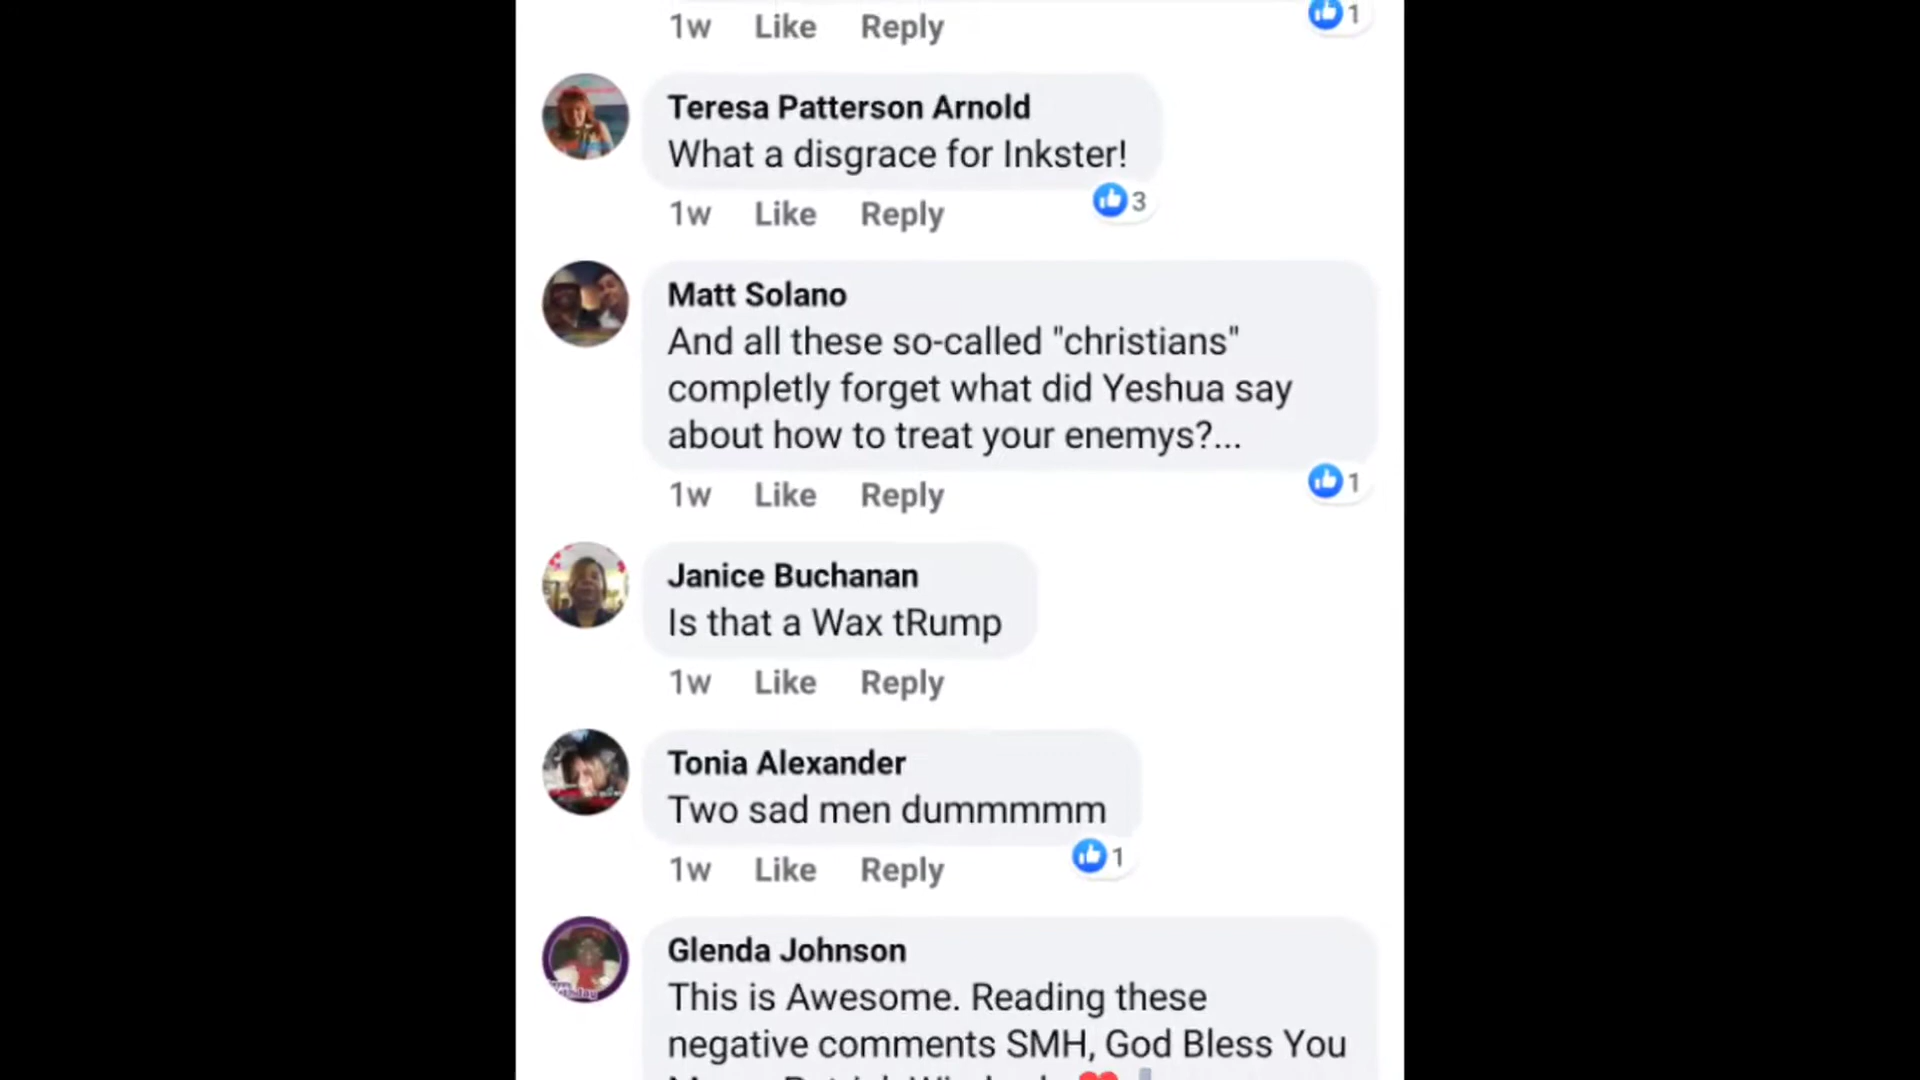 1w Like Reply 1
Teresa Patterson Arnold
What a disgrace for Inkster!
1w Like Reply 3
Matt Solano
And all these so-called "christians"
completly forget what did Yeshua say
about how to treat your enemys?...
1w Like Reply 1
Janice Buchanan
Is that a Wax tRump
1w Like Reply
Tonia Alexander
Two sad men dummmmm
1w Like Reply 1
Glenda Johnson
This is Awesome. Reading these
negative comments SMH, God Bless You